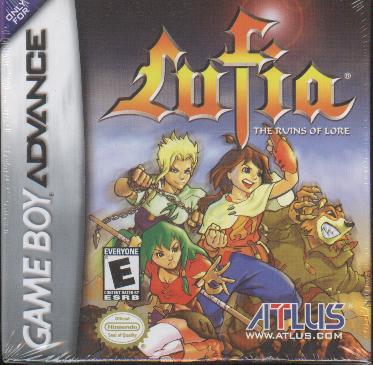 ONLY
FOR
GAME BOY ADVANCE
Lufia®
THE RUINS OF LORE
EVERYONE
E
CONTENT RATED BY
ESRB
Official
Nintendo
Seal of Quality
ATLUS®
WWW.ATLUS.COM